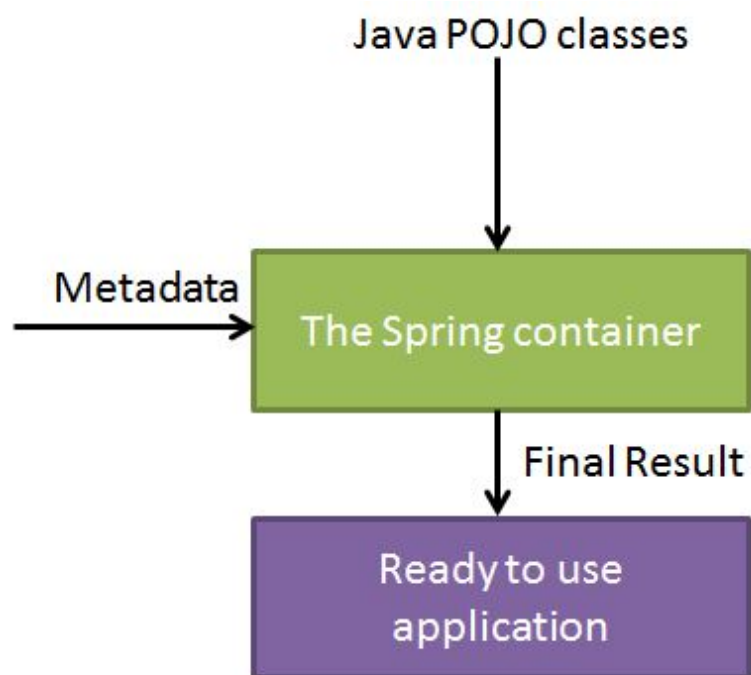 Java POJO classes
Metadata
The Spring container
Final Result
Ready to use
application